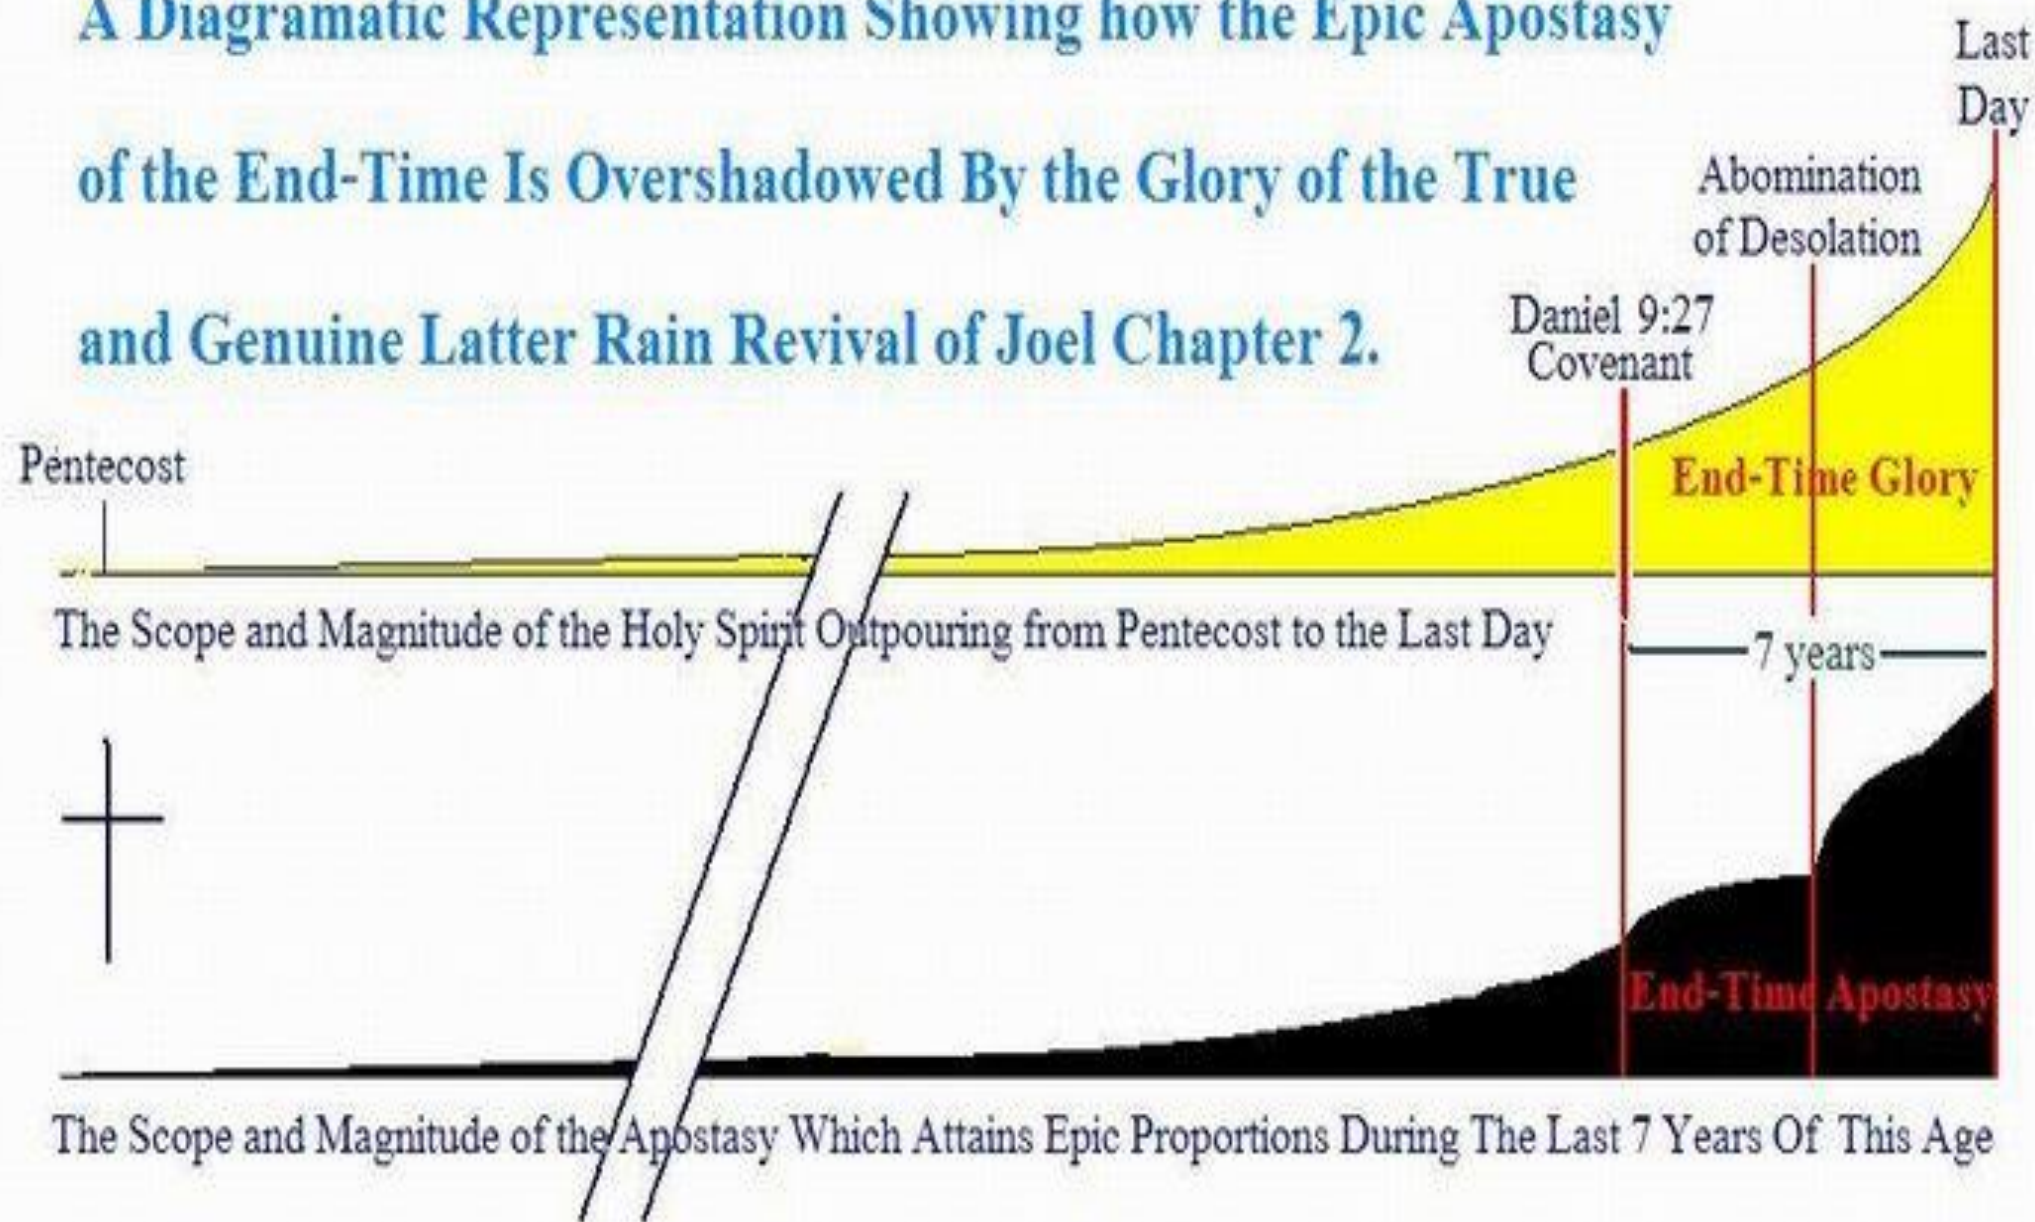 A Diagramatic Representation Showing how the Epic Apostasy
of the End-Time Is Overshadowed By the Glory of the True
and Genuine Latter Rain Revival of Joel Chapter 2.
Last
Day
Abomination
of Desolation
Daniel 9:27
Covenant
Pentecost
End-Time Glory
The Scope and Magnitude of the Holy Spirit Outpouring from Pentecost to the Last Day
7 years
End-Time Apostasy
The Scope and Magnitude of the Apostasy Which Attains Epic Proportions During The Last 7 Years Of This Age